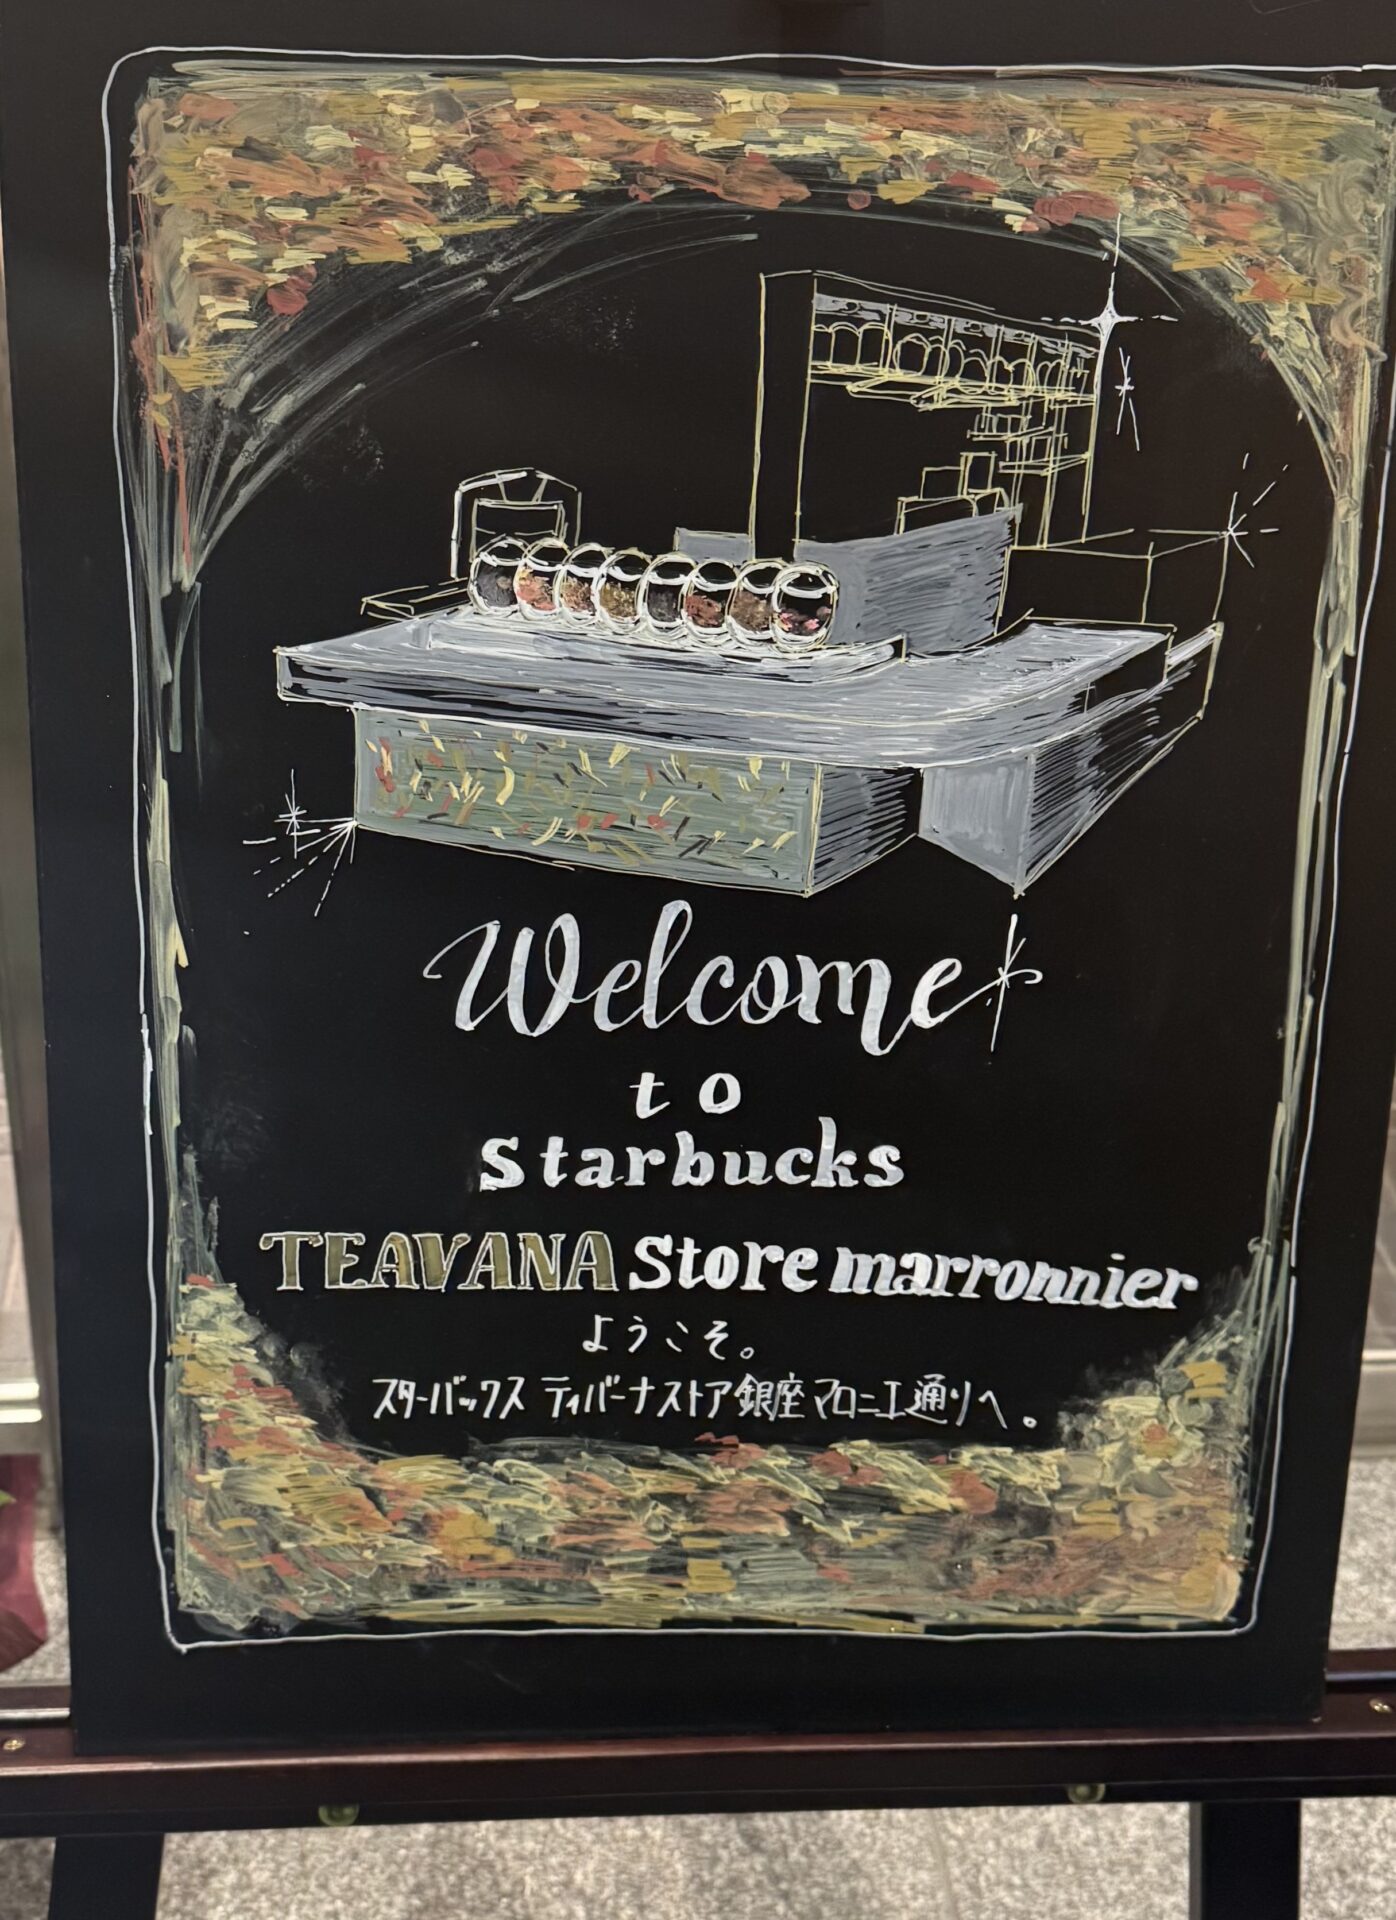 Welcome
to
Starbucks
TEAVANA Store marronnier
ようこそ。
スターバックス ティバーナストア銀座マロニエ通りへ。